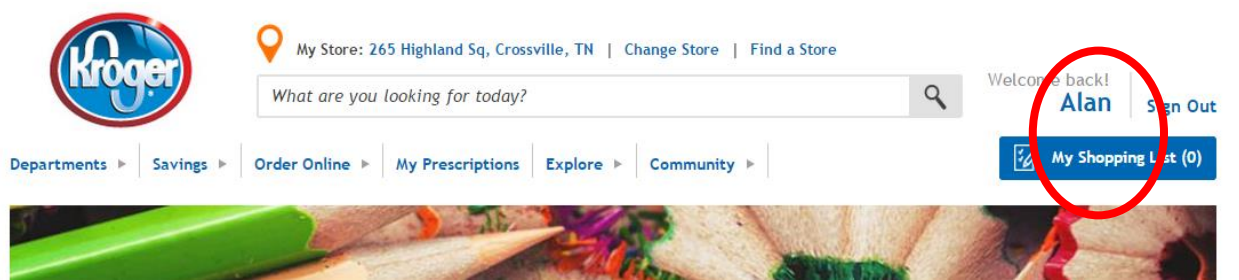 Kroger
My Store: 265 Highland Sq, Crossville, TN | Change Store | Find a Store
What are you looking for today?
Welcome back!
Alan
Sign Out
Departments
Savings
Order Online
My Prescriptions
Explore
Community
My Shopping List (0)